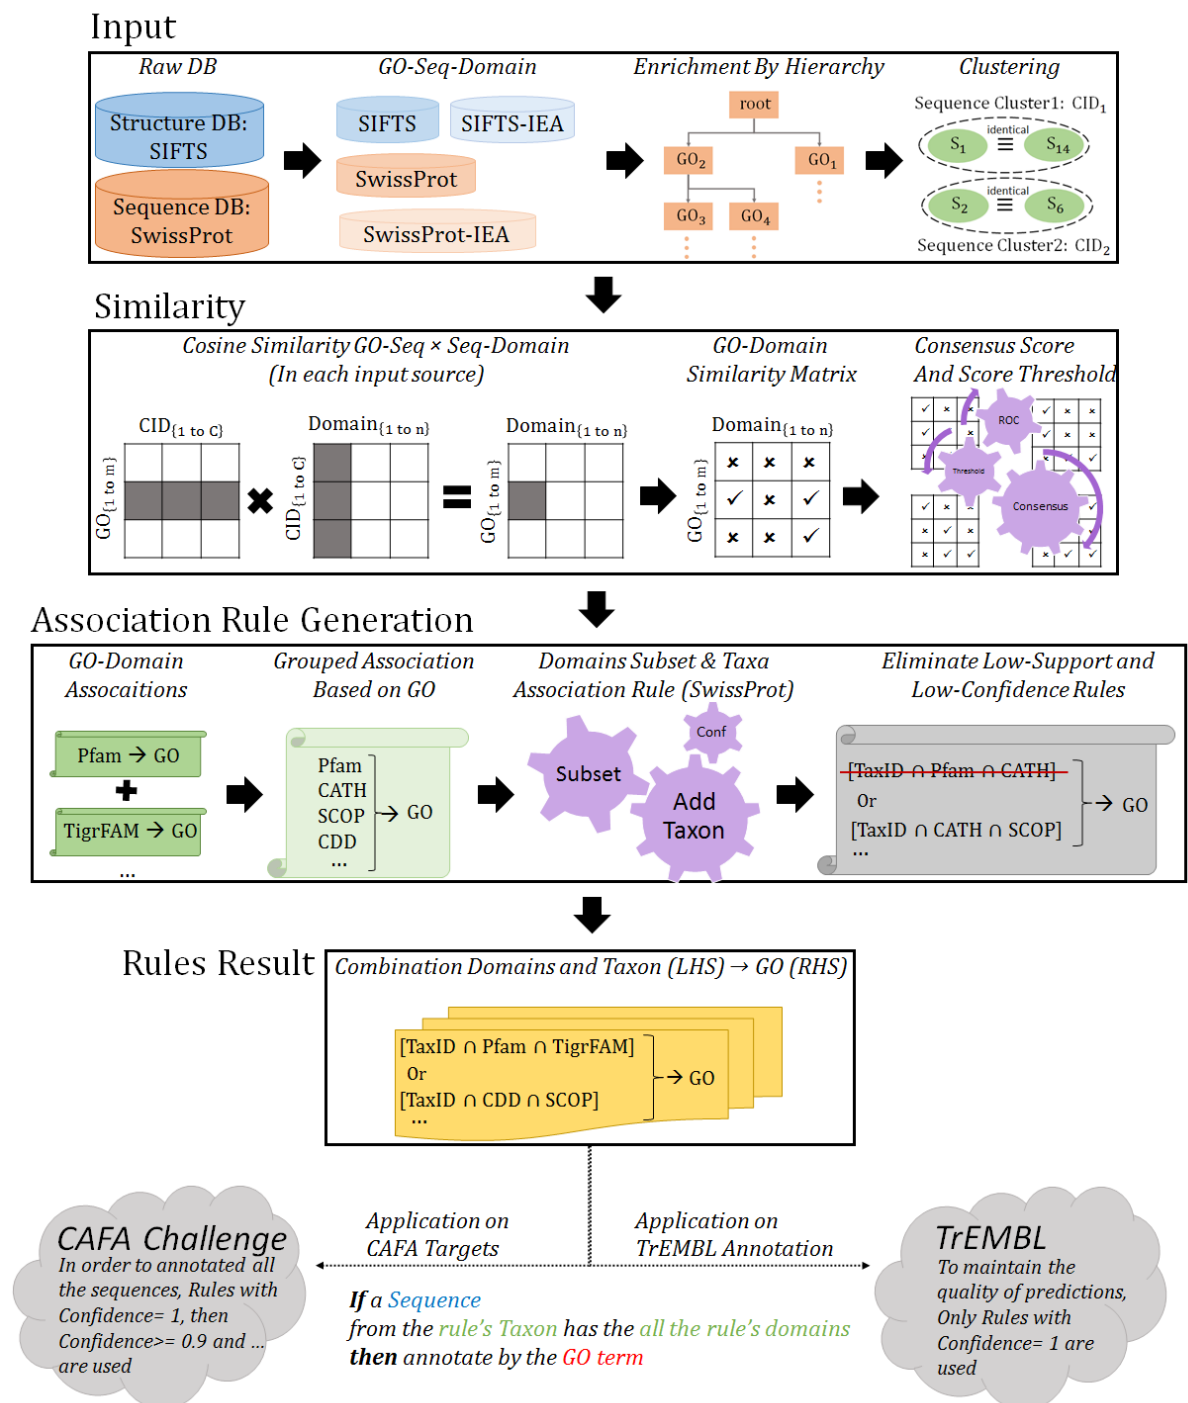 Input
Raw DB
GO-Seq-Domain
Enrichment By Hierarchy
Clustering
Structure DB:
SIFTS
Sequence DB:
SwissProt
SIFTS
SIFTS-IEA
SwissProt
SwissProt-IEA
root
GO2
GO1
GO3
GO4
Sequence Cluster1: CID1
S1 identical ≡ S14
S2 identical ≡ S6
Sequence Cluster2: CID2
Similarity
Cosine Similarity GO-Seq × Seq-Domain
(In each input source)
GO-Domain
Similarity Matrix
Consensus Score
And Score Threshold
CID{1 to C}
GO{1 to m}
Domain{1 to n}
CID{1 to C}
Domain{1 to n}
GO{1 to m}
Domain{1 to n}
GO{1 to m}
ROC
Threshold
Consensus
Association Rule Generation
GO-Domain
Assocaitions
Grouped Association
Based on GO
Domains Subset & Taxa
Association Rule (SwissProt)
Eliminate Low-Support and
Low-Confidence Rules
Pfam → GO
TigrFAM → GO
...
Pfam
CATH
SCOP
CDD
...
→ GO
Subset
Conf
Add
Taxon
[TaxID ∩ Pfam ∩ CATH]
Or
[TaxID ∩ CATH ∩ SCOP]
...
→ GO
Rules Result
Combination Domains and Taxon (LHS) → GO (RHS)
[TaxID ∩ Pfam ∩ TigrFAM]
Or
[TaxID ∩ CDD ∩ SCOP]
...
→ GO
CAFA Challenge
In order to annotated all
the sequences, Rules with
Confidence= 1, then
Confidence>= 0.9 and ...
are used
Application on
CAFA Targets
Application on
TrEMBL Annotation
If a Sequence
from the rule's Taxon has the all the rule's domains
then annotate by the GO term
TrEMBL
To maintain the
quality of predictions,
Only Rules with
Confidence= 1 are
used